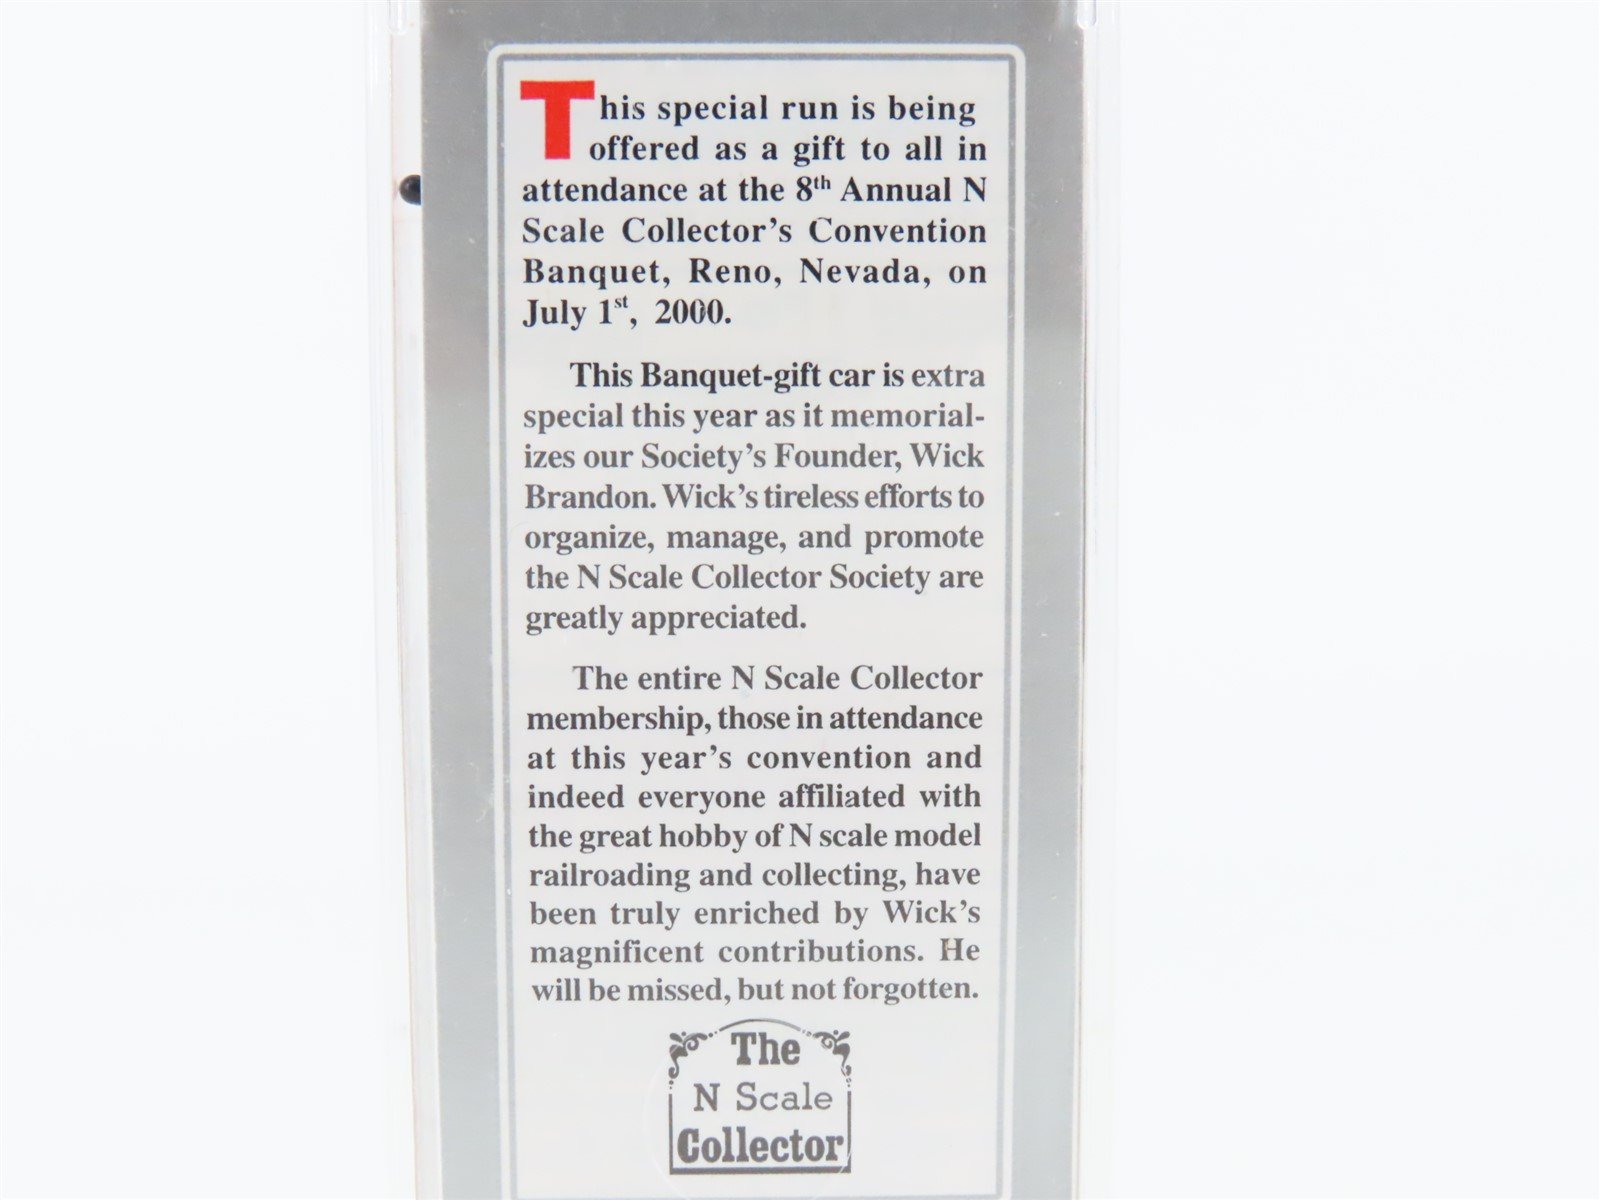 This special run is being
offered as a gift to all in
attendance at the 8th Annual N
Scale Collector's Convention
Banquet, Reno, Nevada, on
July 1st, 2000.
This Banquet-gift car is extra
special this year as it memorial-
izes our Society's Founder, Wick
Brandon. Wick's tireless efforts to
organize, manage, and promote
the N Scale Collector Society are
greatly appreciated.
The entire N Scale Collector
membership, those in attendance
at this year's convention and
indeed everyone affiliated with
the great hobby of N scale model
railroading and collecting, have
been truly enriched by Wick's
magnificent contributions. He
will be missed, but not forgotten.
The
N Scale
Collector